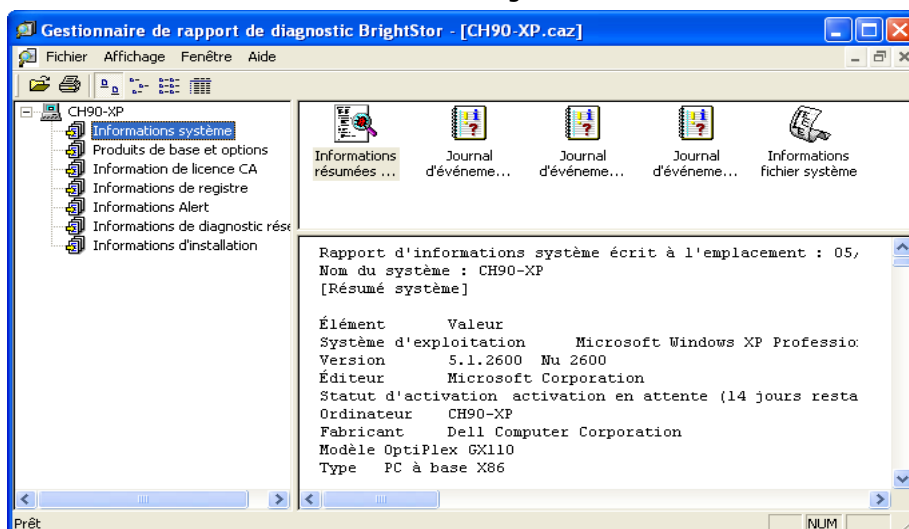 Gestionnaire de rapport de diagnostic BrightStor - [CH90-XP.caz]
Fichier Affichage Fenêtre Aide
CH90-XP
Informations système
Produits de base et options
Information de licence CA
Informations de registre
Informations Alert
Informations de diagnostic rése
Informations d'installation
Informations résumées ...
Journal d'événeme...
Journal d'événeme...
Journal d'événeme...
Informations fichier système
Rapport d'informations système écrit à l'emplacement : 05/
Nom du système : CH90-XP
[Résumé système]
Élément Valeur
Système d'exploitation Microsoft Windows XP Professio
Version 5.1.2600 Nu 2600
Éditeur Microsoft Corporation
Statut d'activation activation en attente (14 jours resta
Ordinateur CH90-XP
Fabricant Dell Computer Corporation
Modèle OptiPlex GX110
Type PC à base X86
Prêt
NUM